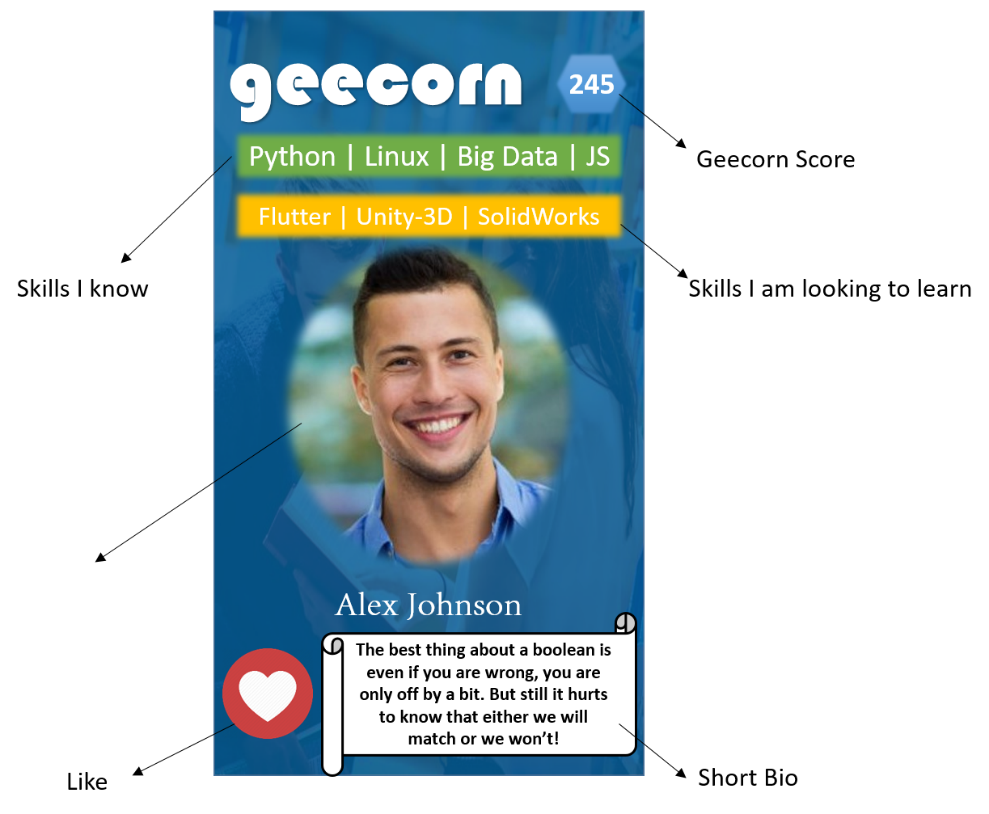 geecorn
245
Geecorn Score
Python | Linux | Big Data | JS
Flutter | Unity-3D | SolidWorks
Skills I know
Skills I am looking to learn
Alex Johnson
The best thing about a boolean is
even if you are wrong, you are
only off by a bit. But still it hurts
to know that either we will
match or we won't!
Like
Short Bio